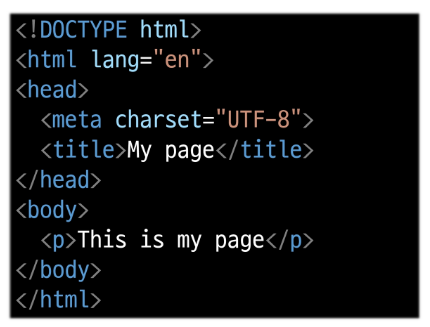 <!DOCTYPE html>
<html lang="en">
<head>
  <meta charset="UTF-8">
  <title>My page</title>
</head>
<body>
  <p>This is my page</p>
</body>
</html>